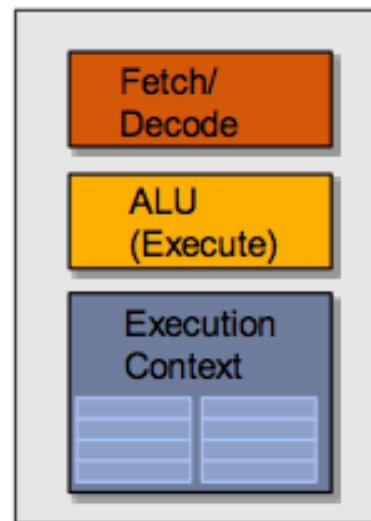 Fetch/
Decode
ALU
(Execute)
Execution
Context